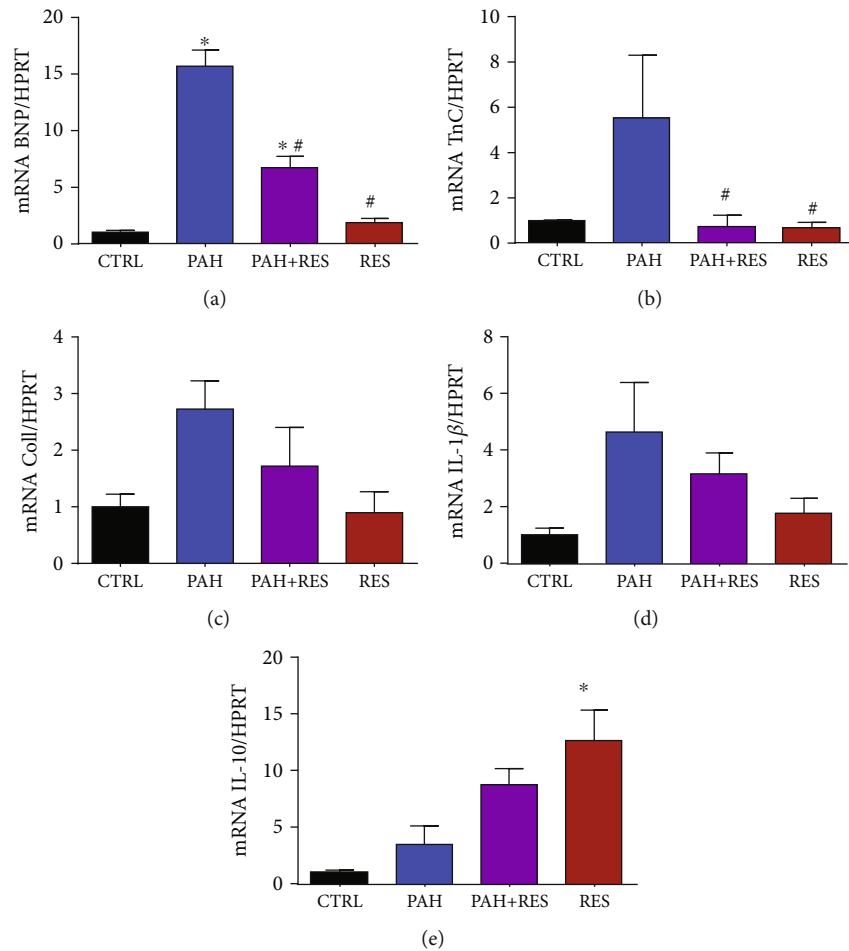 mRNA BNP/HPRT
20
15
10
5
0
*
* #
#
CTRL PAH PAH+RES RES
(a)
mRNA TnC/HPRT
10
8
6
4
2
0
#
#
CTRL PAH PAH+RES RES
(b)
mRNA ColI/HPRT
4
3
2
1
0
CTRL PAH PAH+RES RES
(c)
mRNA IL-1β/HPRT
8
6
4
2
0
CTRL PAH PAH+RES RES
(d)
mRNA IL-10/HPRT
20
15
10
5
0
*
CTRL PAH PAH+RES RES
(e)